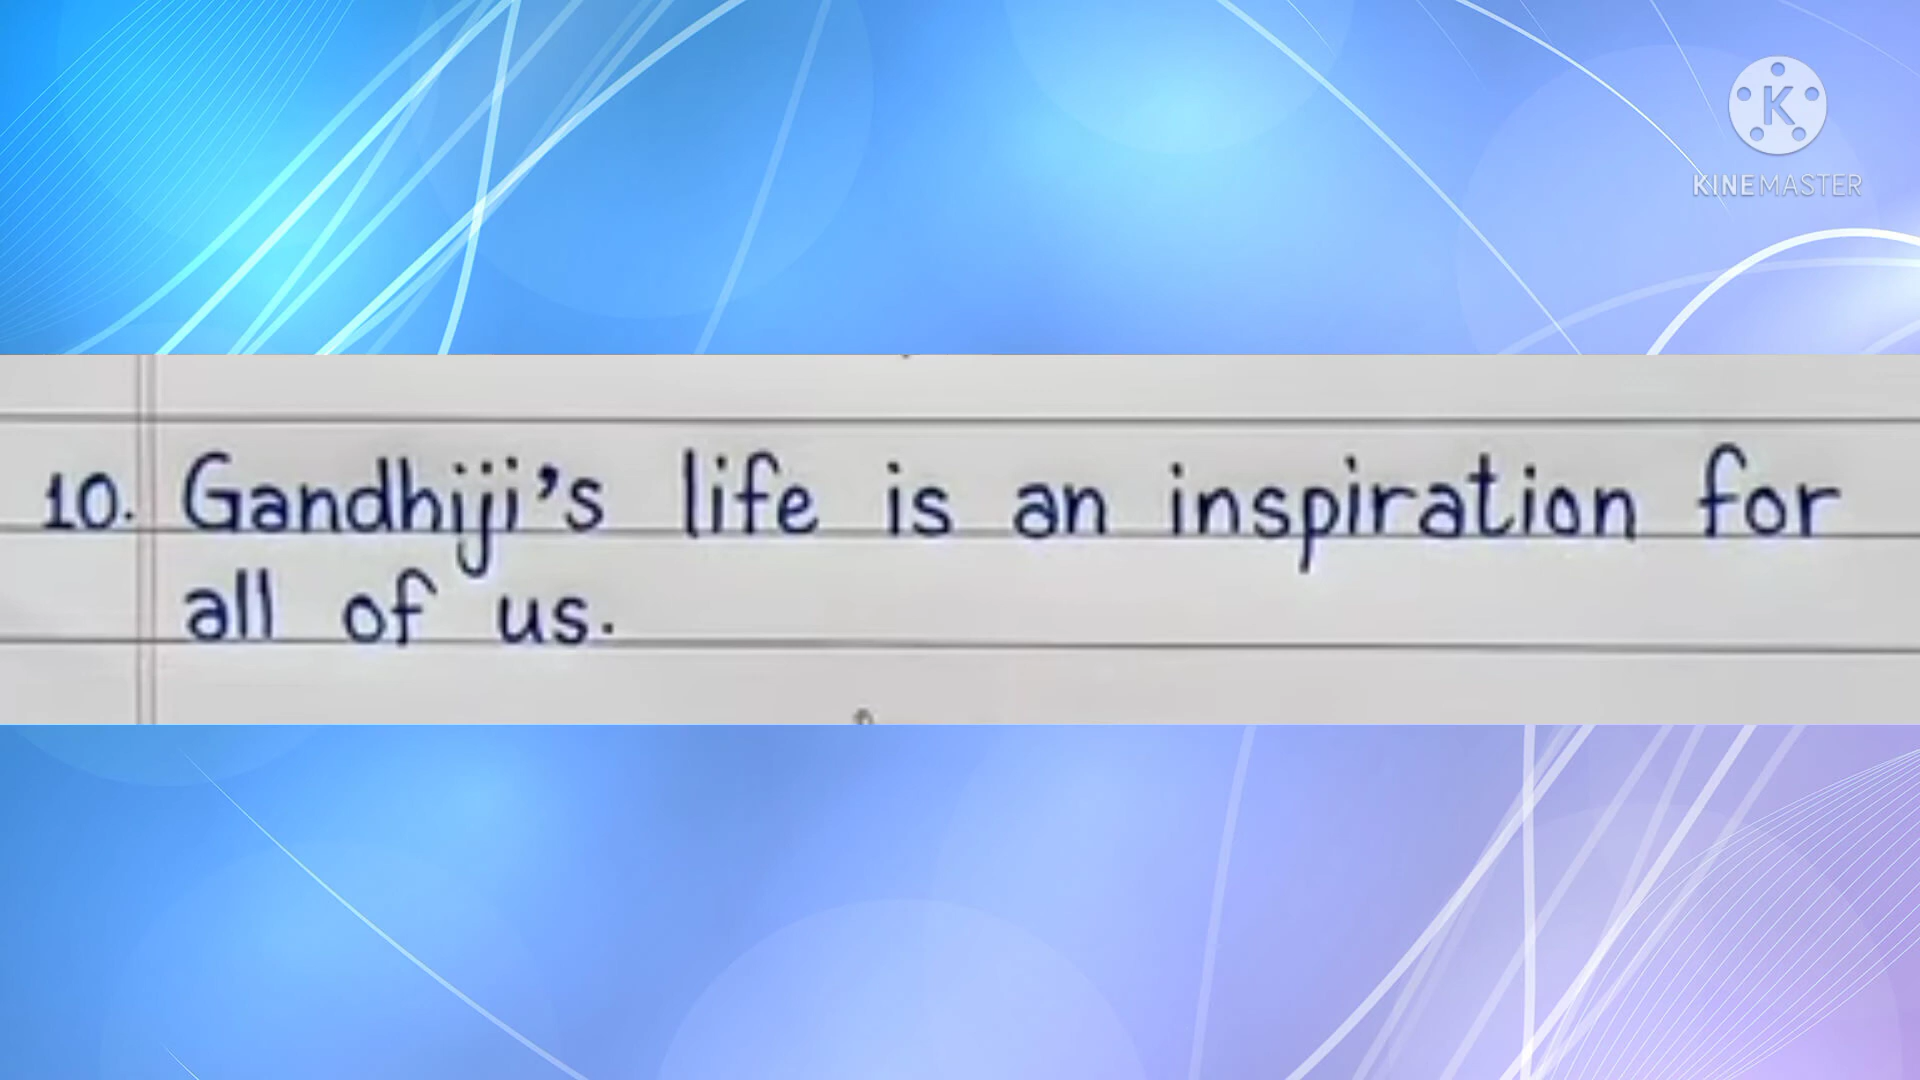 KINEMASTER
10. Gandhiji's life is an inspiration for
all of us.